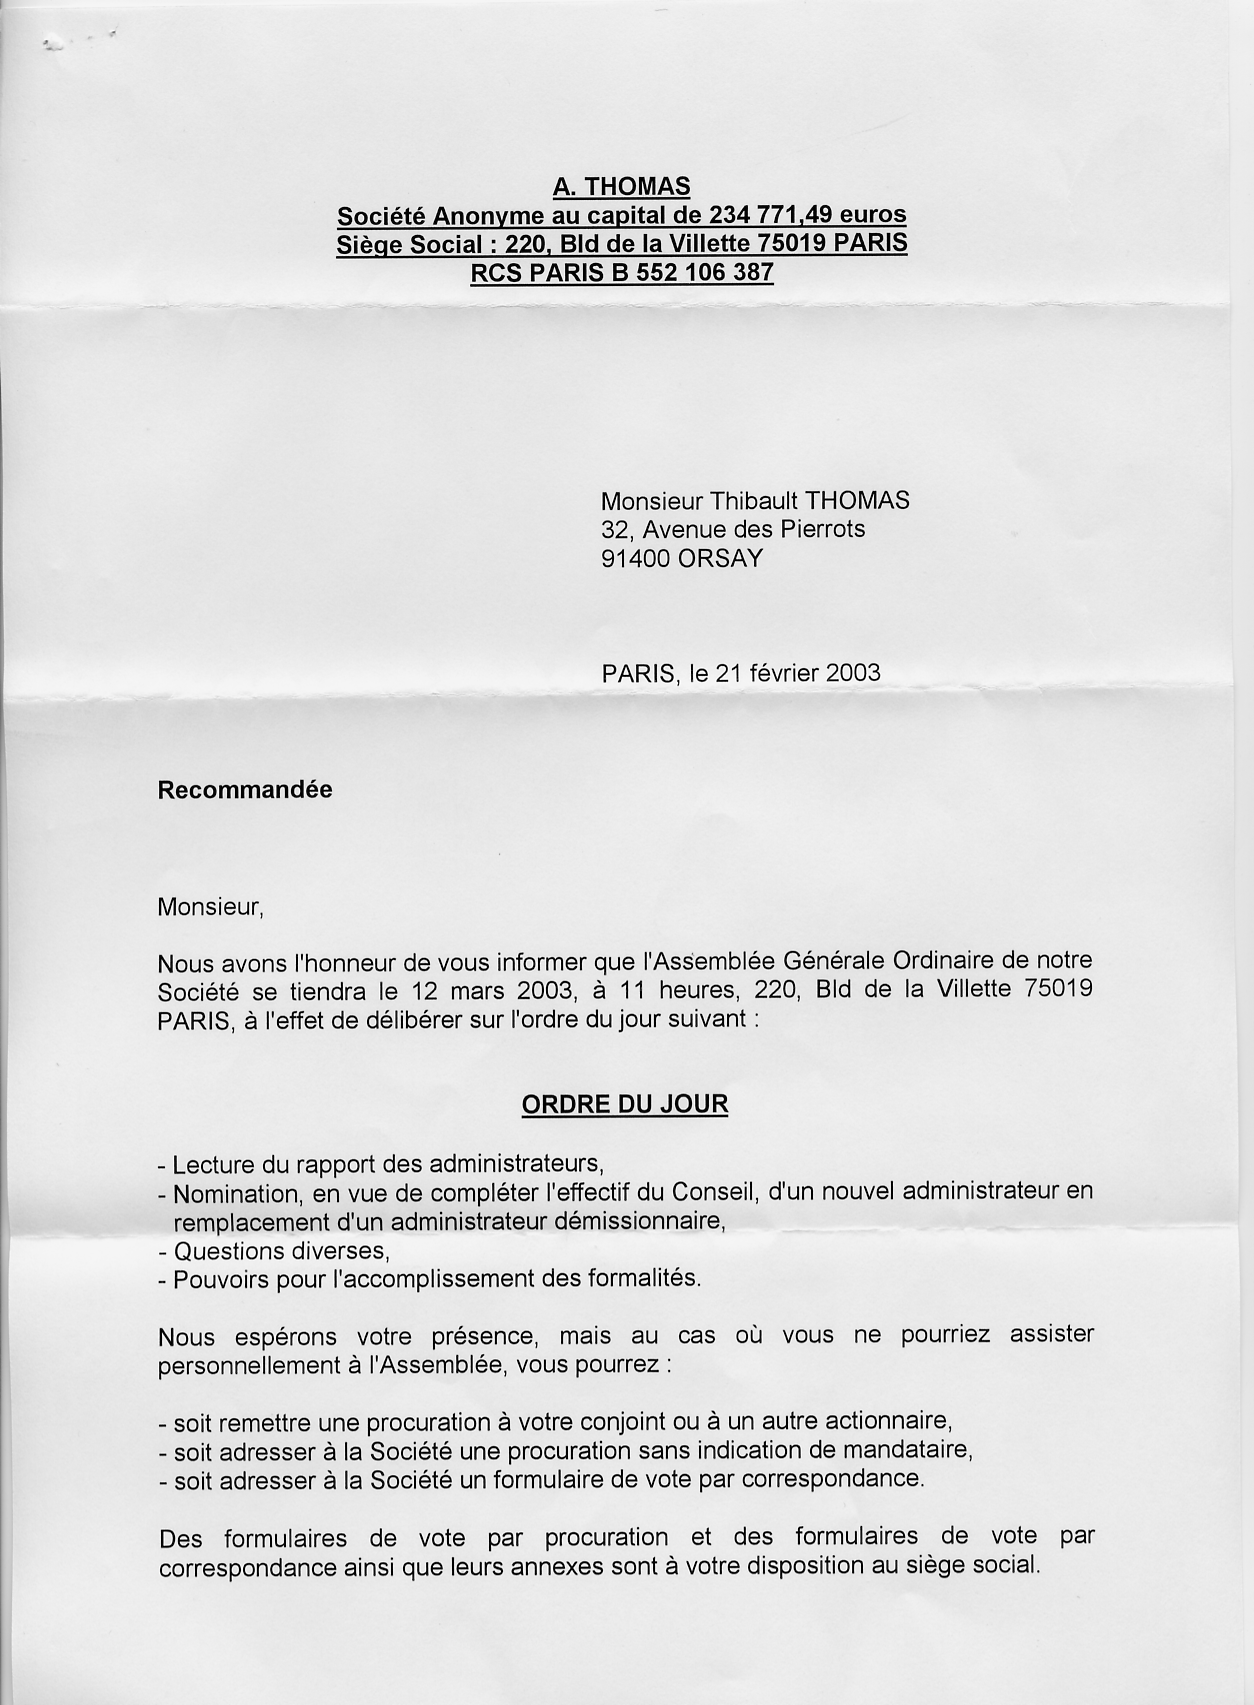 A. THOMAS
Société Anonyme au capital de 234 771,49 euros
Siège Social : 220, Bld de la Villette 75019 PARIS
RCS PARIS B 552 106 387
Monsieur Thibault THOMAS
32, Avenue des Pierrots
91400 ORSAY
PARIS, le 21 février 2003
Recommandée
Monsieur,
Nous avons l'honneur de vous informer que l'Assemblée Générale Ordinaire de notre
Société se tiendra le 12 mars 2003, à 11 heures, 220, Bld de la Villette 75019
PARIS, à l'effet de délibérer sur l'ordre du jour suivant :
ORDRE DU JOUR
- Lecture du rapport des administrateurs,
- Nomination, en vue de compléter l'effectif du Conseil, d'un nouvel administrateur en
remplacement d'un administrateur démissionnaire,
- Questions diverses,
- Pouvoirs pour l'accomplissement des formalités.
Nous espérons votre présence, mais au cas où vous ne pourriez assister
personnellement à l'Assemblée, vous pourrez :
- soit remettre une procuration à votre conjoint ou à un autre actionnaire,
- soit adresser à la Société une procuration sans indication de mandataire,
- soit adresser à la Société un formulaire de vote par correspondance.
Des formulaires de vote par procuration et des formulaires de vote par
correspondance ainsi que leurs annexes sont à votre disposition au siège social.